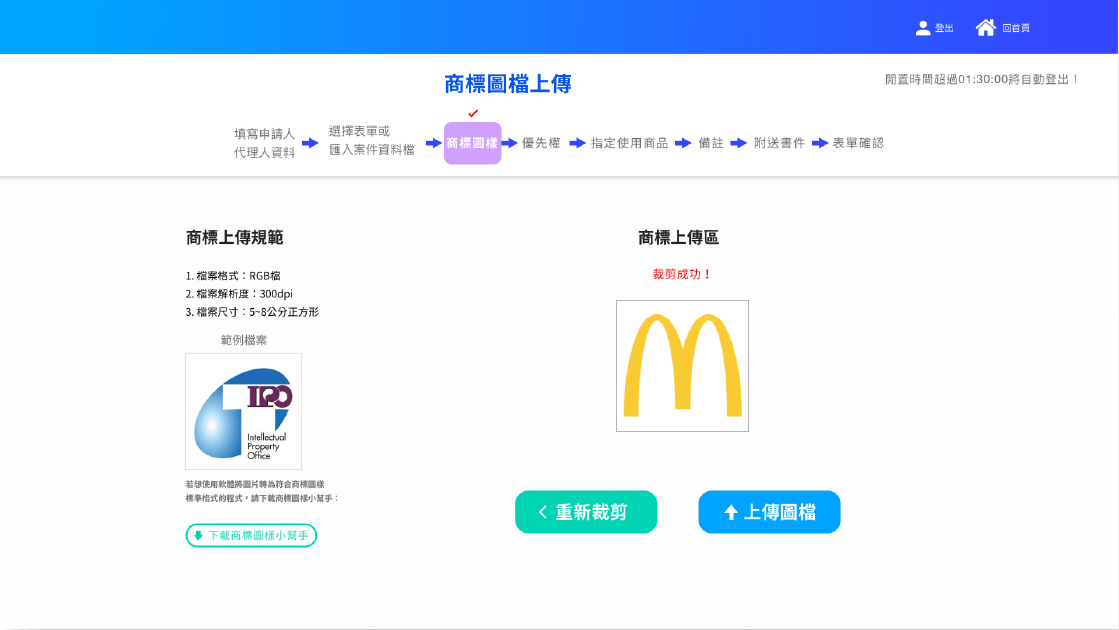 登出
回首頁
商標圖檔上傳
閒置時間超過01:30:00將自動登出！
填寫申請人
代理人資料
選擇表單或
匯入案件資料檔
商標圖樣
優先權
指定使用商品
備註
附送書件
表單確認
商標上傳規範
1. 檔案格式：RGB檔
2. 檔案解析度：300dpi
3. 檔案尺寸：5~8公分正方形
範例檔案
TIPO
Intellectual
Property
Office
若想使用軟體將圖片轉為符合商標圖樣
標準格式的程式，請下載商標圖樣小幫手：
下載商標圖樣小幫手
商標上傳區
裁剪成功！
重新裁剪
上傳圖檔